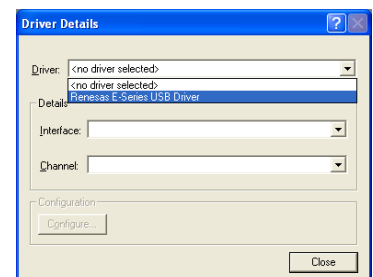 Driver Details
?
Driver: <no driver selected>
<no driver selected>
Renesas E-Series USB Driver
Details
Interface:
Channel:
Configuration
Configure...
Close